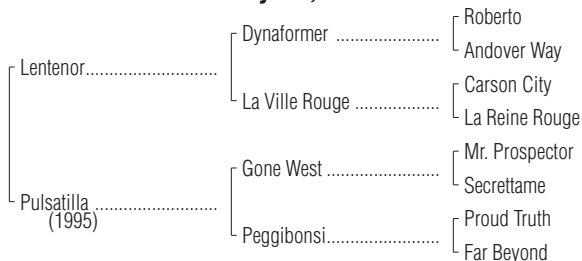 Roberto
Dynaformer ..................
Andover Way
Lentenor............................
Carson City
La Ville Rouge ..................
La Reine Rouge
Mr. Prospector
Gone West ........................
Secrettame
Pulsatilla ..........................
(1995)
Proud Truth
Peggibonsi........................
Far Beyond